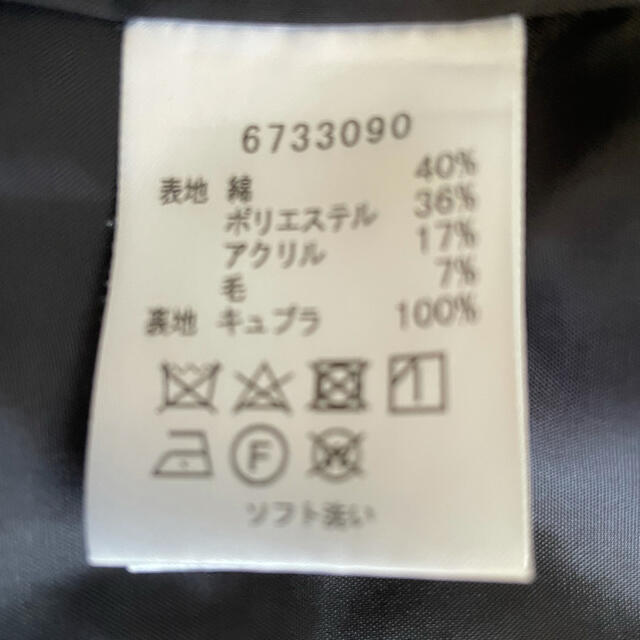 6733090
表地 綿 40%
ポリエステル 36%
アクリル 17%
毛 7%
裏地 キュプラ 100%
F
ソフト洗い